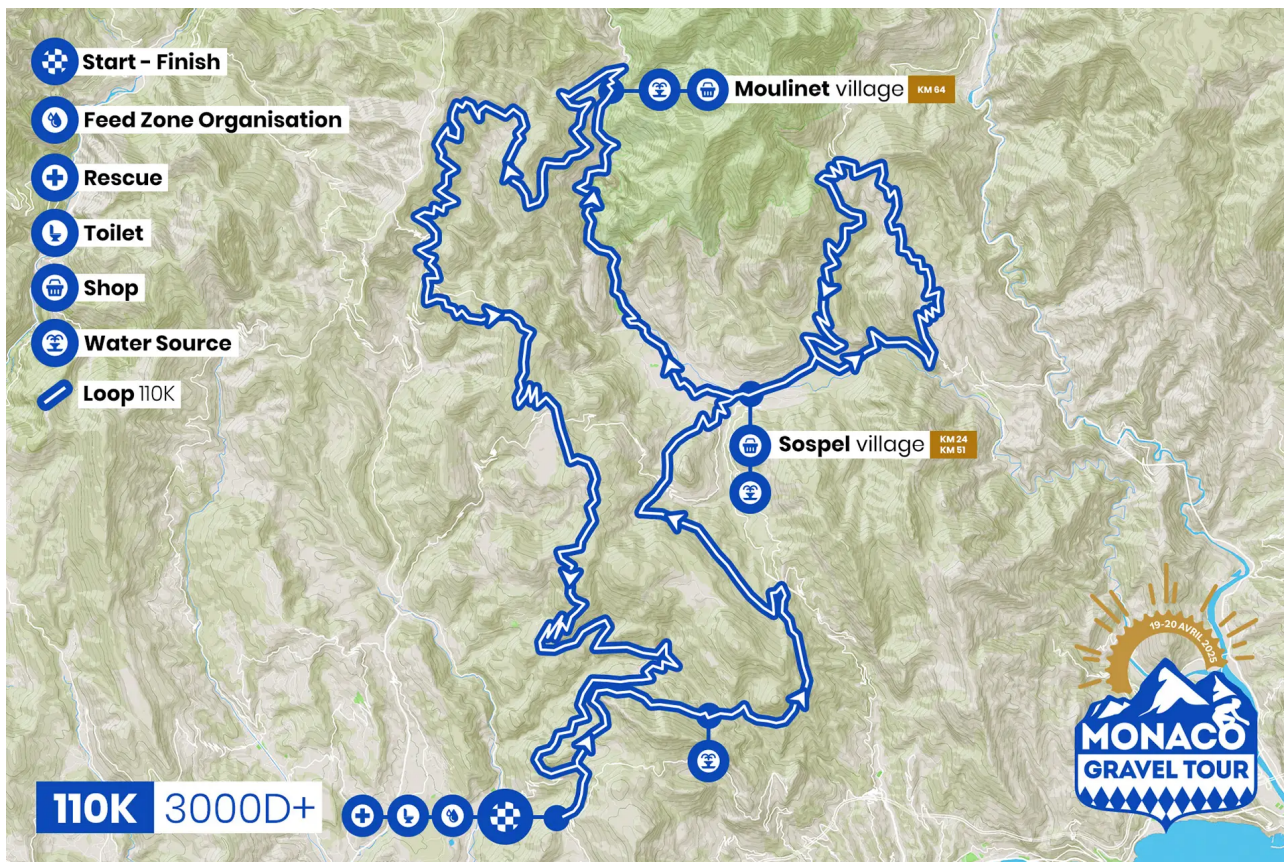 Start - Finish
Feed Zone Organisation
Rescue
Toilet
Shop
Water Source
Loop 110K
Moulinet village
KM 64
Sospel village
KM 24
KM 51
110K 3000D+
19-20 AVRIL 2025
MONACO
GRAVEL TOUR